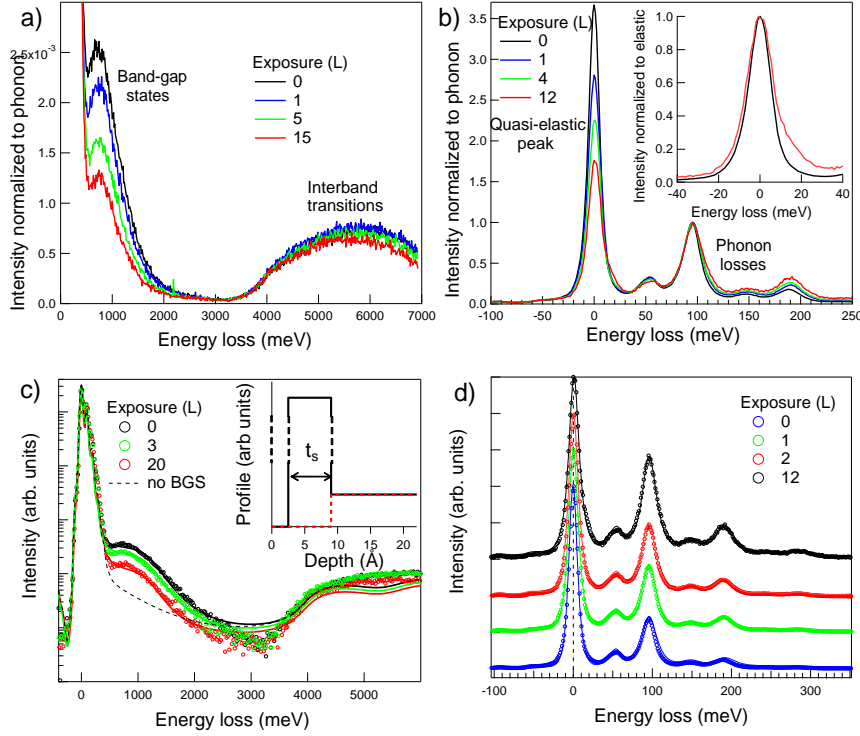 a)
Intensity normalized to phonon
2.5x10-3
2.0
1.5
1.0
0.5
0.0
Band-gap
states
Exposure (L)
0
1
5
15
Interband
transitions
0 1000 2000 3000 4000 5000 6000 7000
Energy loss (meV)
b)
Intensity normalized to phonon
3.5
3.0
2.5
2.0
1.5
1.0
0.5
0.0
Exposure (L)
0
1
4
12
Quasi-elastic
peak
Phonon
losses
-100 -50 0 50 100 150 200 250
Energy loss (meV)
Intensity normalized to elastic
1.0
0.8
0.6
0.4
0.2
0.0
-40 -20 0 20 40
Energy loss (meV)
c)
Intensity (arb. units)
Exposure (L)
0
3
20
no BGS
Profile (arb units)
ts
0 5 10 15 20
Depth (Å)
0 1000 2000 3000 4000 5000
Energy loss (meV)
d)
Intensity (arb. units)
Exposure (L)
0
1
2
12
-100 0 100 200 300
Energy loss (meV)